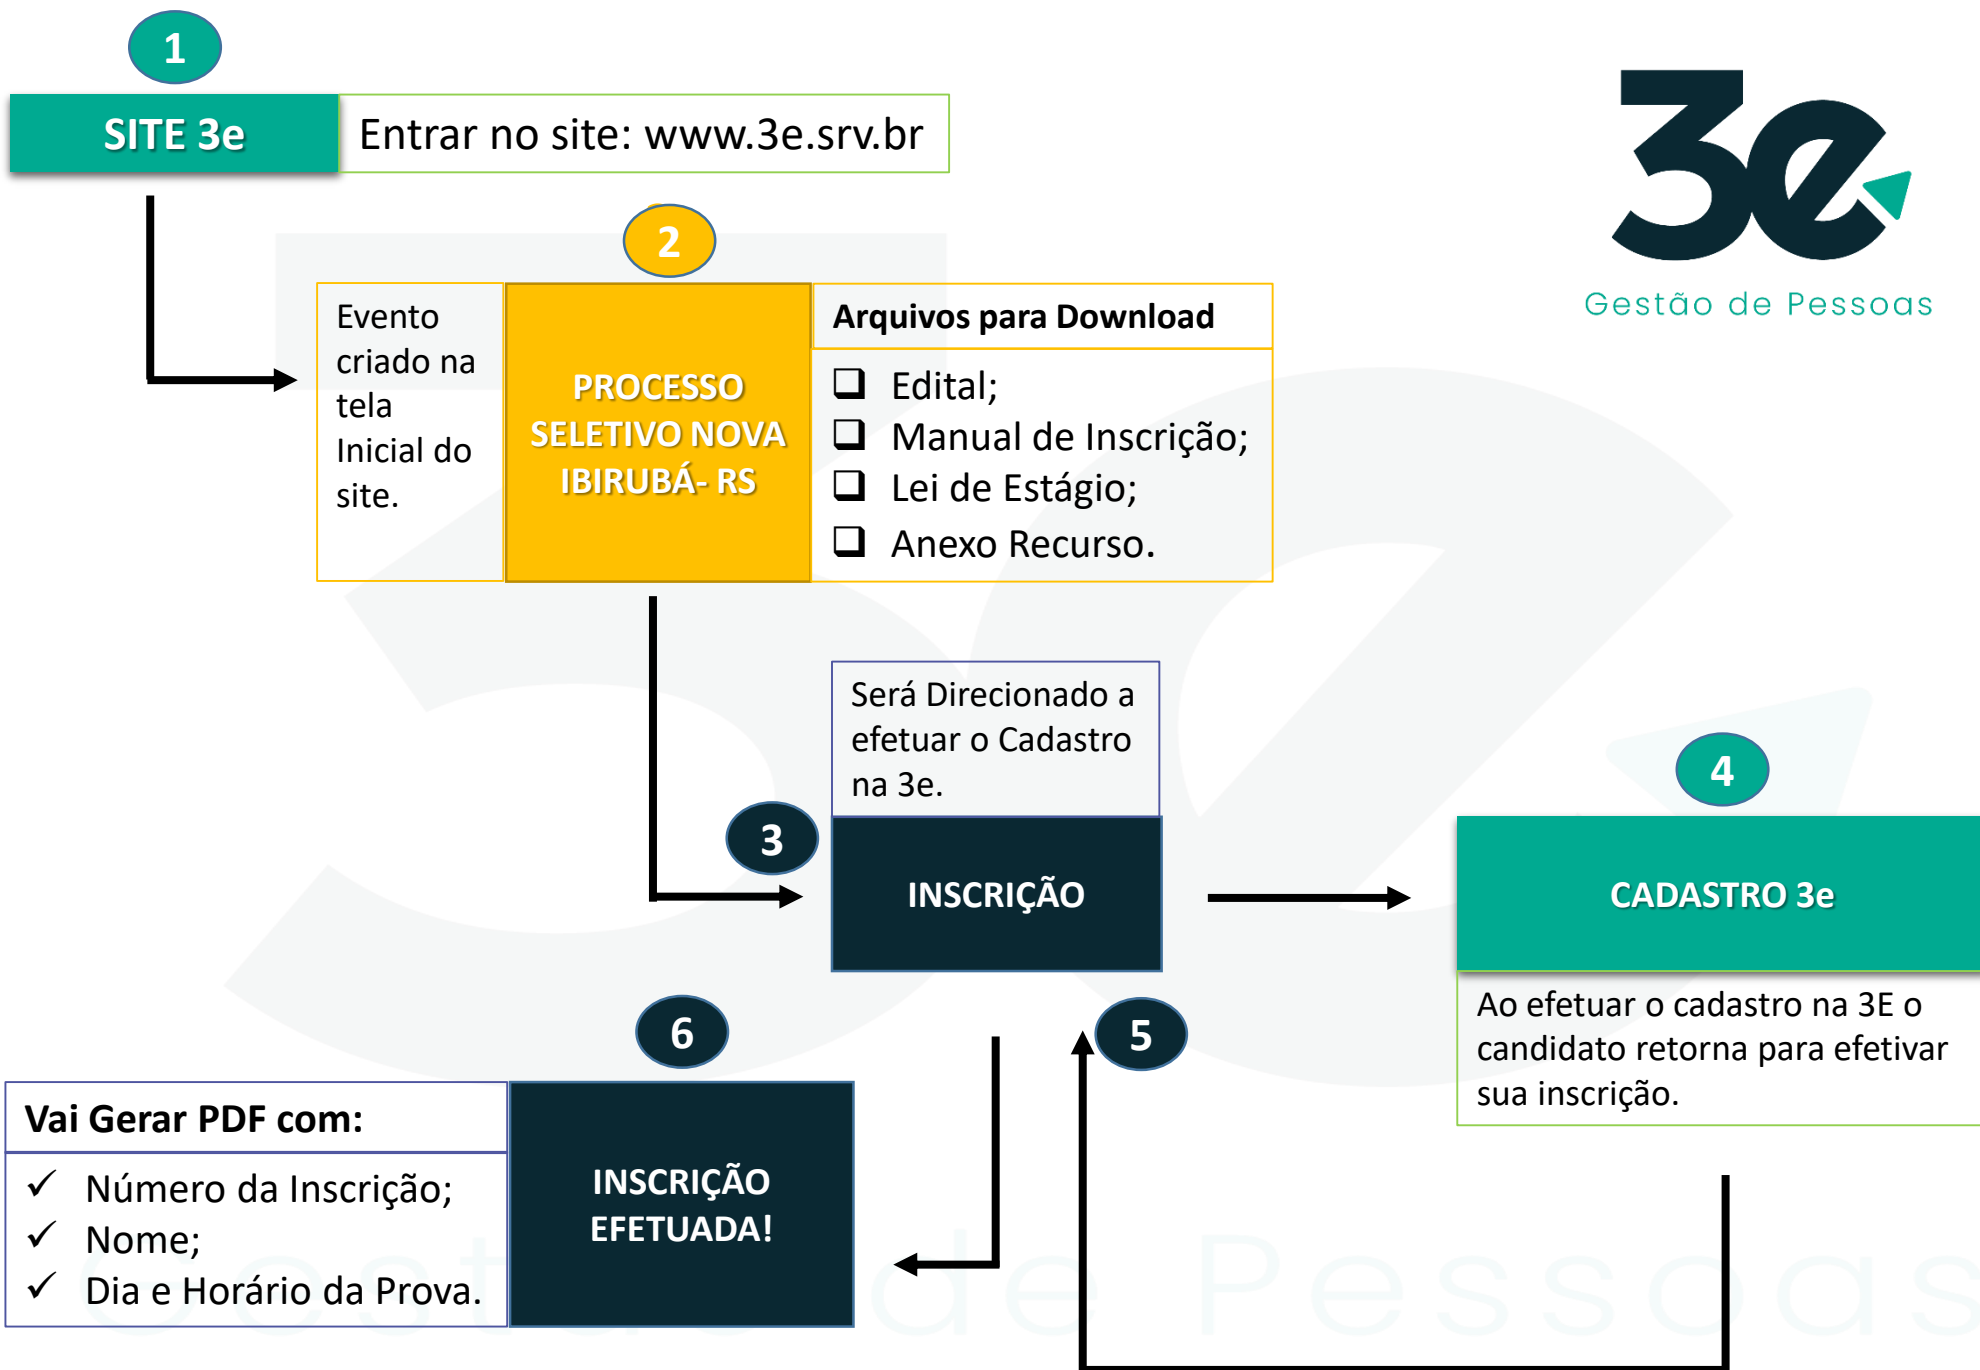 1
SITE 3e
Entrar no site: www.3e.srv.br
3e
Gestão de Pessoas
2
Evento
criado na
tela
Inicial do
site.
PROCESSO
SELETIVO NOVA
IBIRUBÁ- RS
Arquivos para Download
❑ Edital;
❑ Manual de Inscrição;
❑ Lei de Estágio;
❑ Anexo Recurso.
Será Direcionado a
efetuar o Cadastro
na 3e.
3
INSCRIÇÃO
4
CADASTRO 3e
Ao efetuar o cadastro na 3E o
candidato retorna para efetivar
sua inscrição.
5
6
INSCRIÇÃO
EFETUADA!
Vai Gerar PDF com:
✓ Número da Inscrição;
✓ Nome;
✓ Dia e Horário da Prova.
3e
Gestão de Pessoas